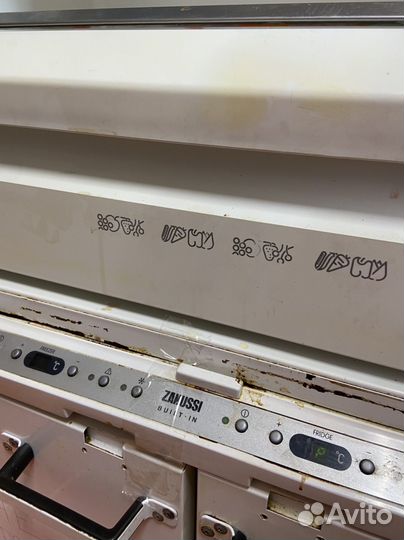 FREEZER
°C
ZANUSSI
BUILT-IN
FRIDGE
°C
Avito